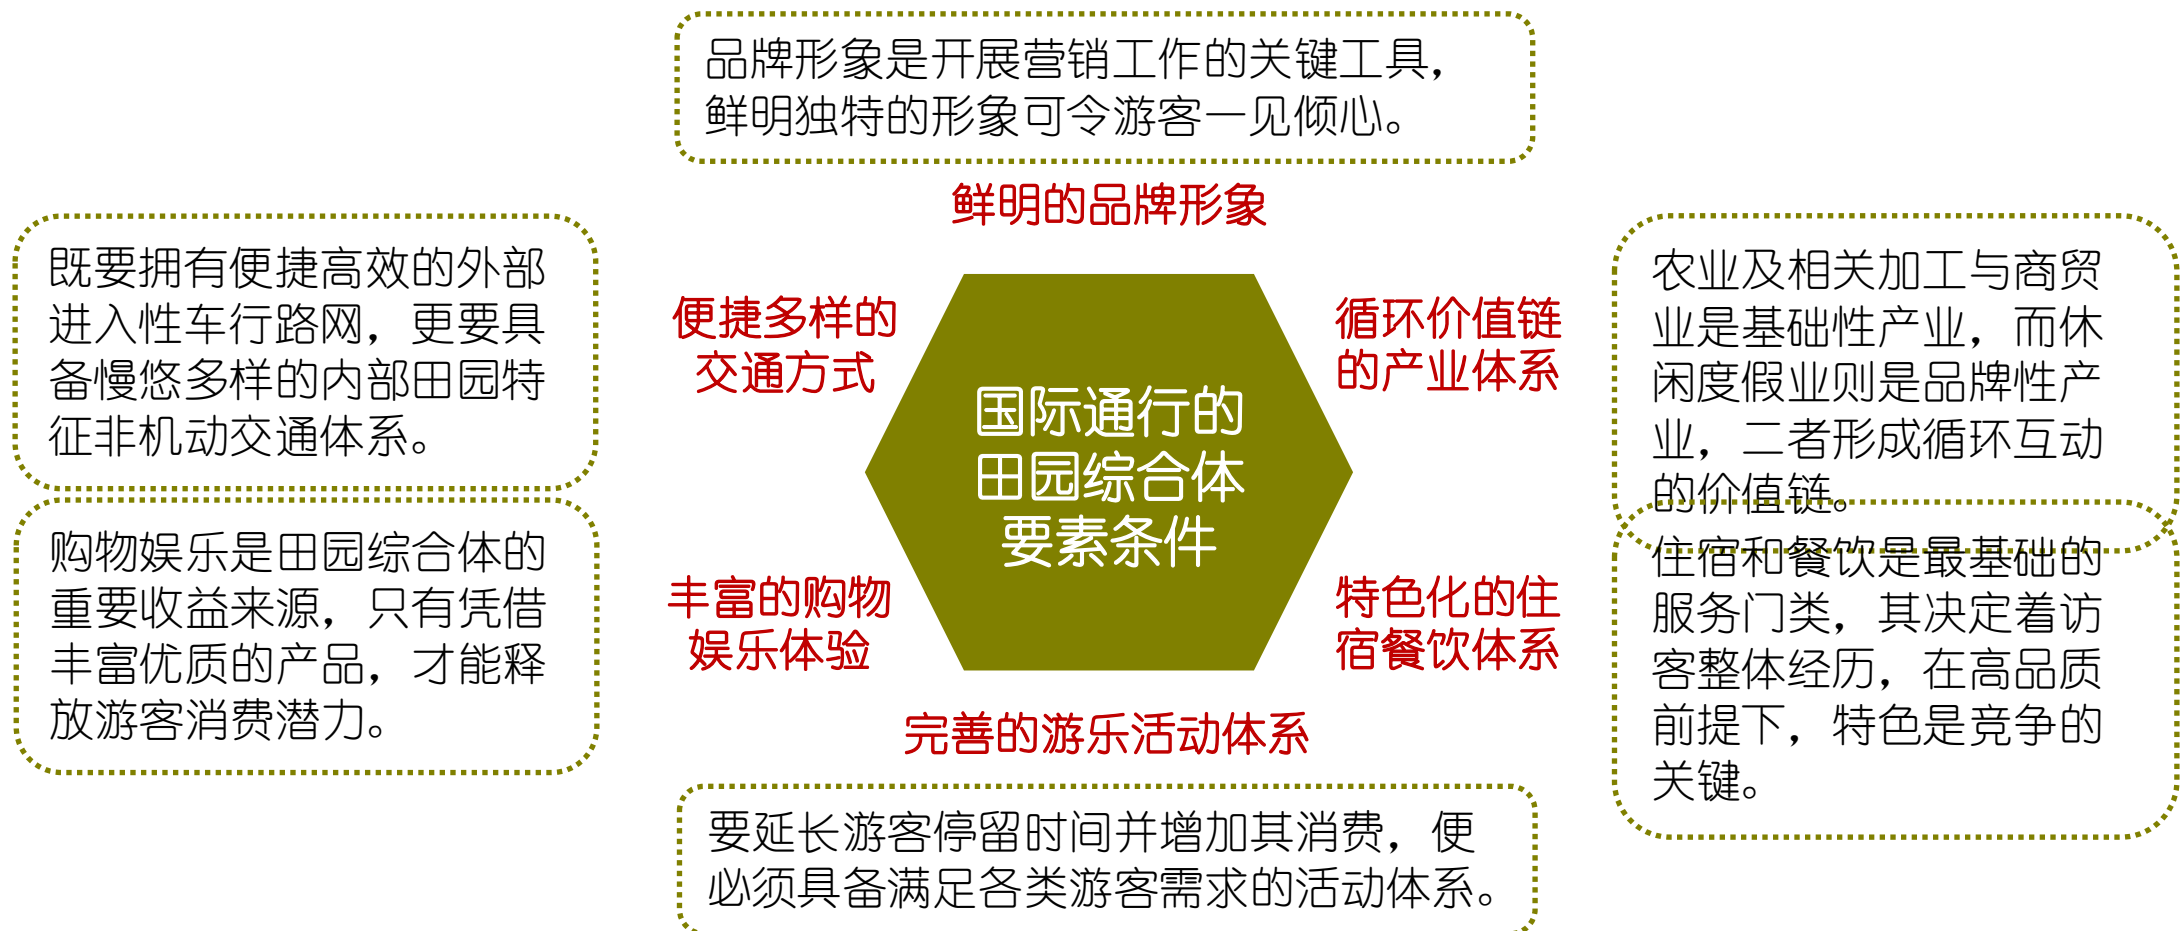 品牌形象是开展营销工作的关键工具，
鲜明独特的形象可令游客一见倾心。
鲜明的品牌形象
既要拥有便捷高效的外部
进入性车行路网，更要具
备慢悠多样的内部田园特
征非机动交通体系。
便捷多样的
交通方式
循环价值链
的产业体系
农业及相关加工与商贸
业是基础性产业，而休
闲度假业则是品牌性产
业，二者形成循环互动
的价值链。
国际通行的
田园综合体
要素条件
购物娱乐是田园综合体的
重要收益来源，只有凭借
丰富优质的产品，才能释
放游客消费潜力。
丰富的购物
娱乐体验
特色化的住
宿餐饮体系
住宿和餐饮是最基础的
服务门类，其决定着访
客整体经历，在高品质
前提下，特色是竞争的
关键。
完善的游乐活动体系
要延长游客停留时间并增加其消费，便
必须具备满足各类游客需求的活动体系。